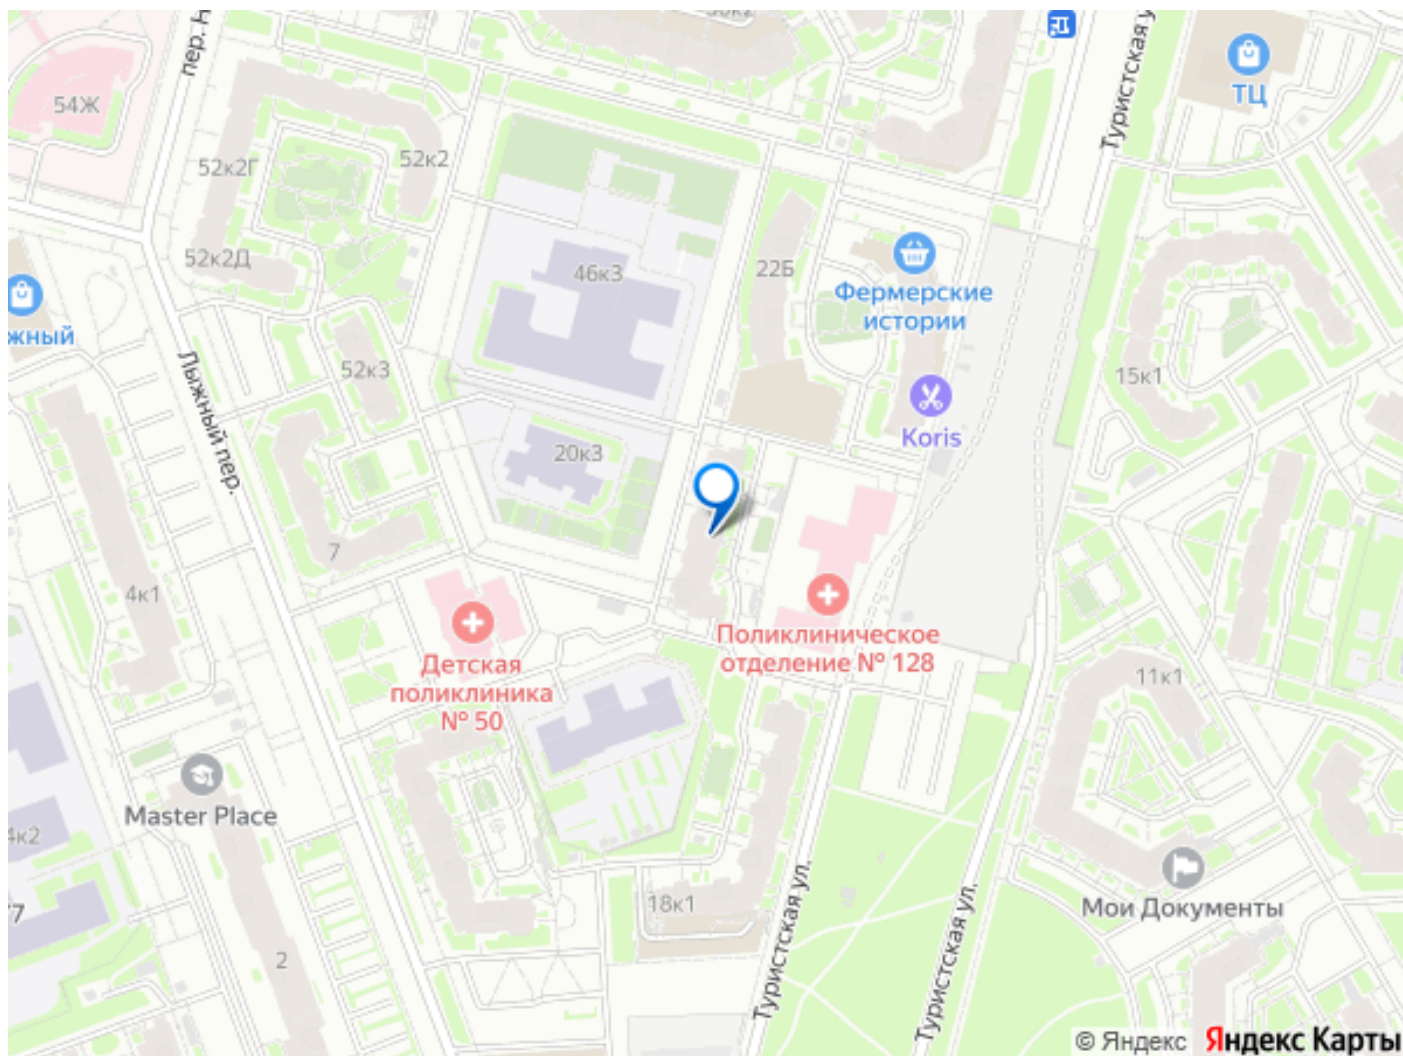 пер. Н
Туристская у
54Ж
ТЦ
52к2Г
52к2
52к2Д
46к3
22Б
Фермерские
истории
жный
Лыжный пер.
52к3
15к1
Koris
20к3
7
4к1
Поликлиническое
отделение № 128
Детская
поликлиника
№ 50
11к1
Master Place
4к2
18к1
Мои Документы
Туристская ул.
Туристская ул.
2
© Яндекс Яндекс Карты